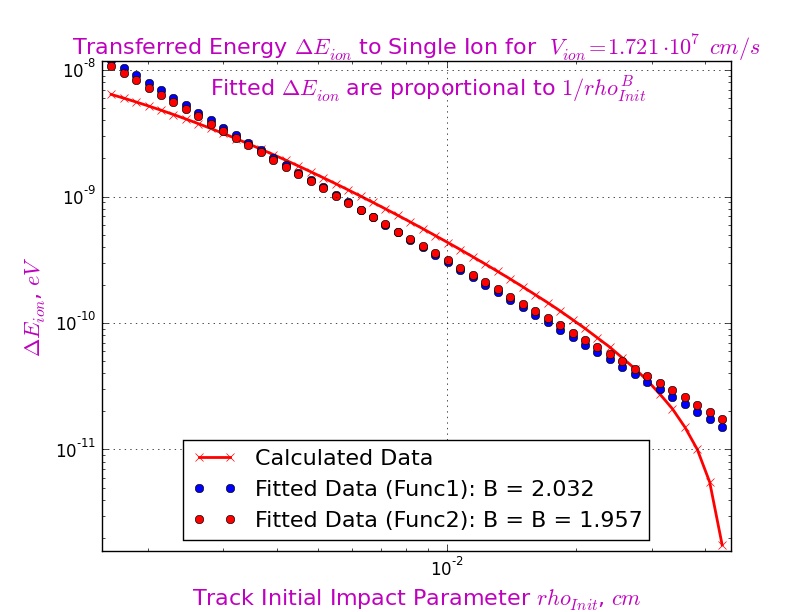 Transferred Energy ΔE_ion to Single Ion for V_ion=1.721·10^7 cm/s
Fitted ΔE_ion are proportional to 1/rho_Init^B
10^-8
10^-9
10^-10
10^-11
ΔE_ion, eV
Calculated Data
Fitted Data (Func1): B = 2.032
Fitted Data (Func2): B = B = 1.957
10^-2
Track Initial Impact Parameter rho_Init, cm